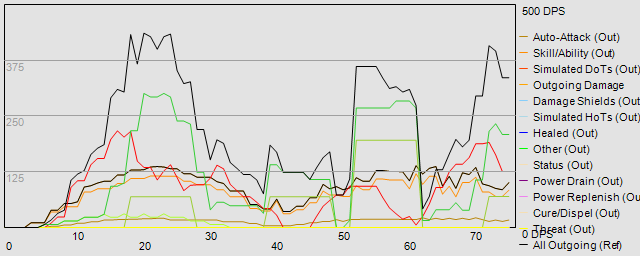 500 DPS
375
250
125
Auto-Attack (Out)
Skill/Ability (Out)
Simulated DoTs (Out)
Outgoing Damage
Damage Shields (Out
Simulated HoTs (Out)
Healed (Out)
Other (Out)
Status (Out)
Power Drain (Out)
Power Replenish (Ou
Cure/Dispel (Out)
Threat (Out)
All Outgoing (Ref)
0 DPS
0 10 20 30 40 50 60 70